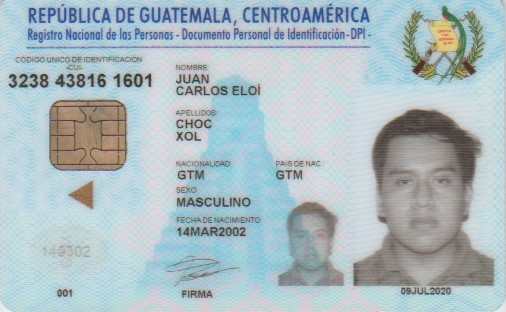 REPÚBLICA DE GUATEMALA, CENTROAMÉRICA
Registro Nacional de las Personas - Documento Personal de Identificación -DPI -
CODIGO UNICO DE IDENTIFICACION
-CUI-
3238 43816 1601
NOMBRE
JUAN
CARLOS ELOÍ
APELLIDOS
CHOC
XOL
NACIONALIDAD
GTM
PAIS DE NAC.
GTM
SEXO
MASCULINO
FECHA DE NACIMIENTO
14MAR2002
001
FIRMA
09JUL2020